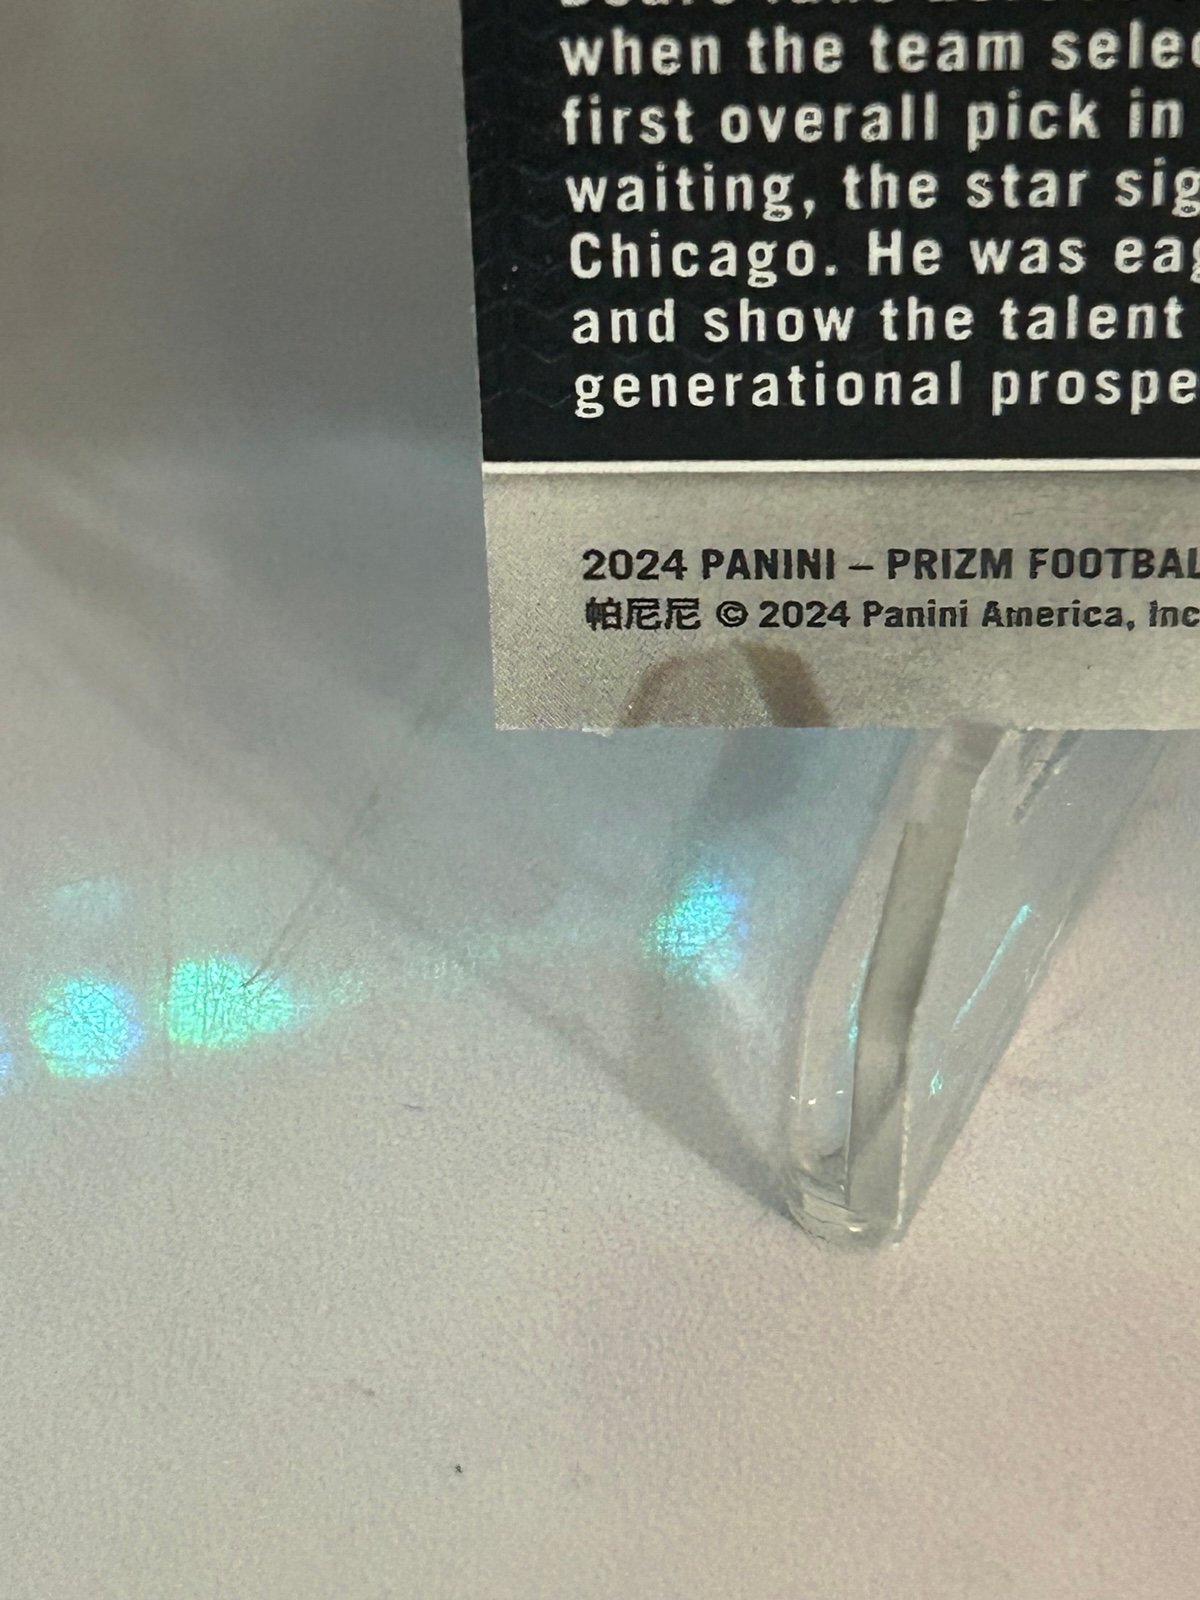 when the team selec
first overall pick in
waiting, the star sig
Chicago. He was eag
and show the talent
generational prospe
2024 PANINI – PRIZM FOOTBAL
帕尼尼 © 2024 Panini America, Inc